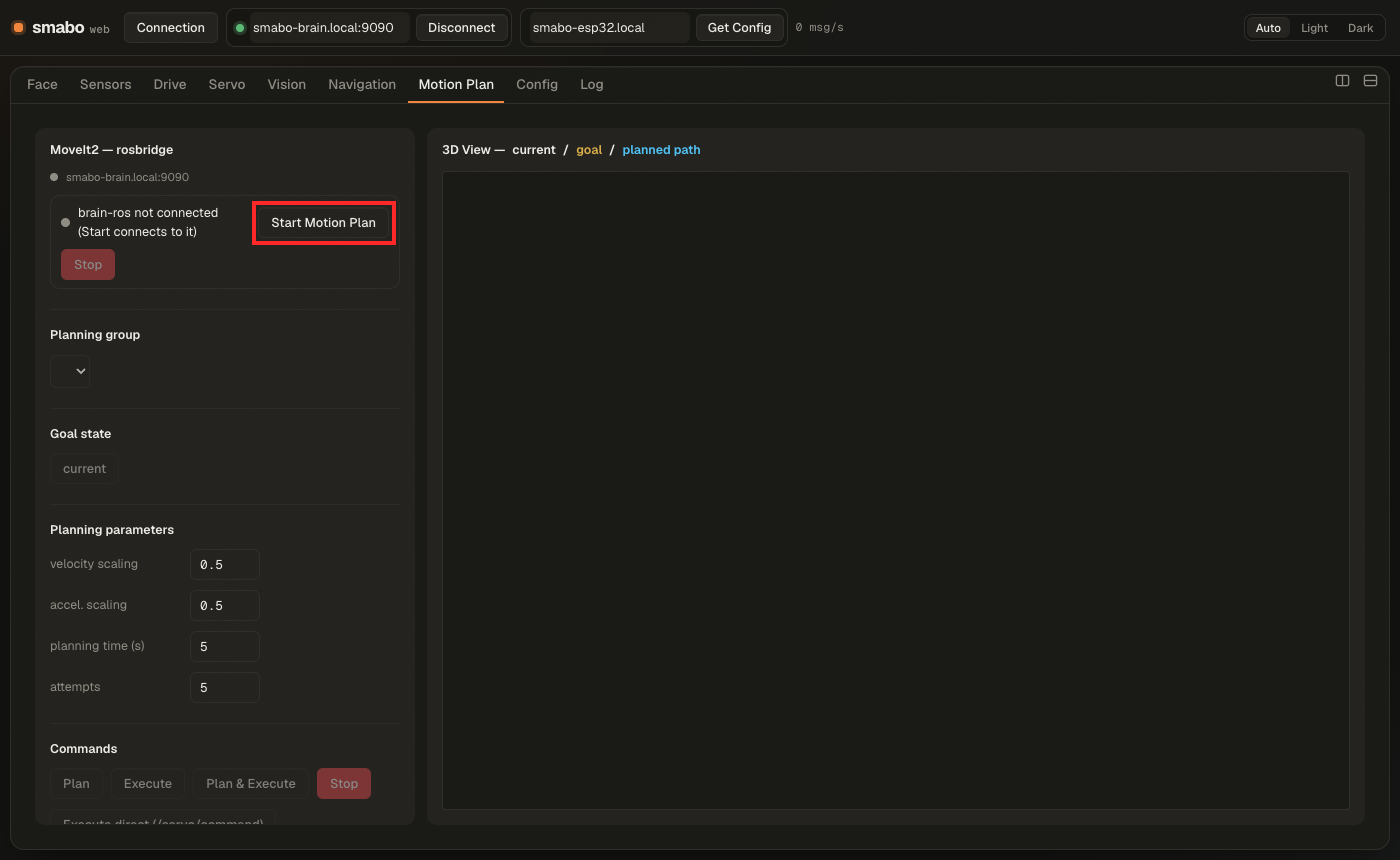 smabo web
Connection
smabo-brain.local:9090
Disconnect
smabo-esp32.local
Get Config
0 msg/s
Auto
Light
Dark
Face
Sensors
Drive
Servo
Vision
Navigation
Motion Plan
Config
Log
MoveIt2 — rosbridge
smabo-brain.local:9090
brain-ros not connected
(Start connects to it)
Start Motion Plan
Stop
Planning group
Goal state
current
Planning parameters
velocity scaling
0.5
accel. scaling
0.5
planning time (s)
5
attempts
5
Commands
Plan
Execute
Plan & Execute
Stop
Execute direct (/servo/command)
3D View — current / goal / planned path